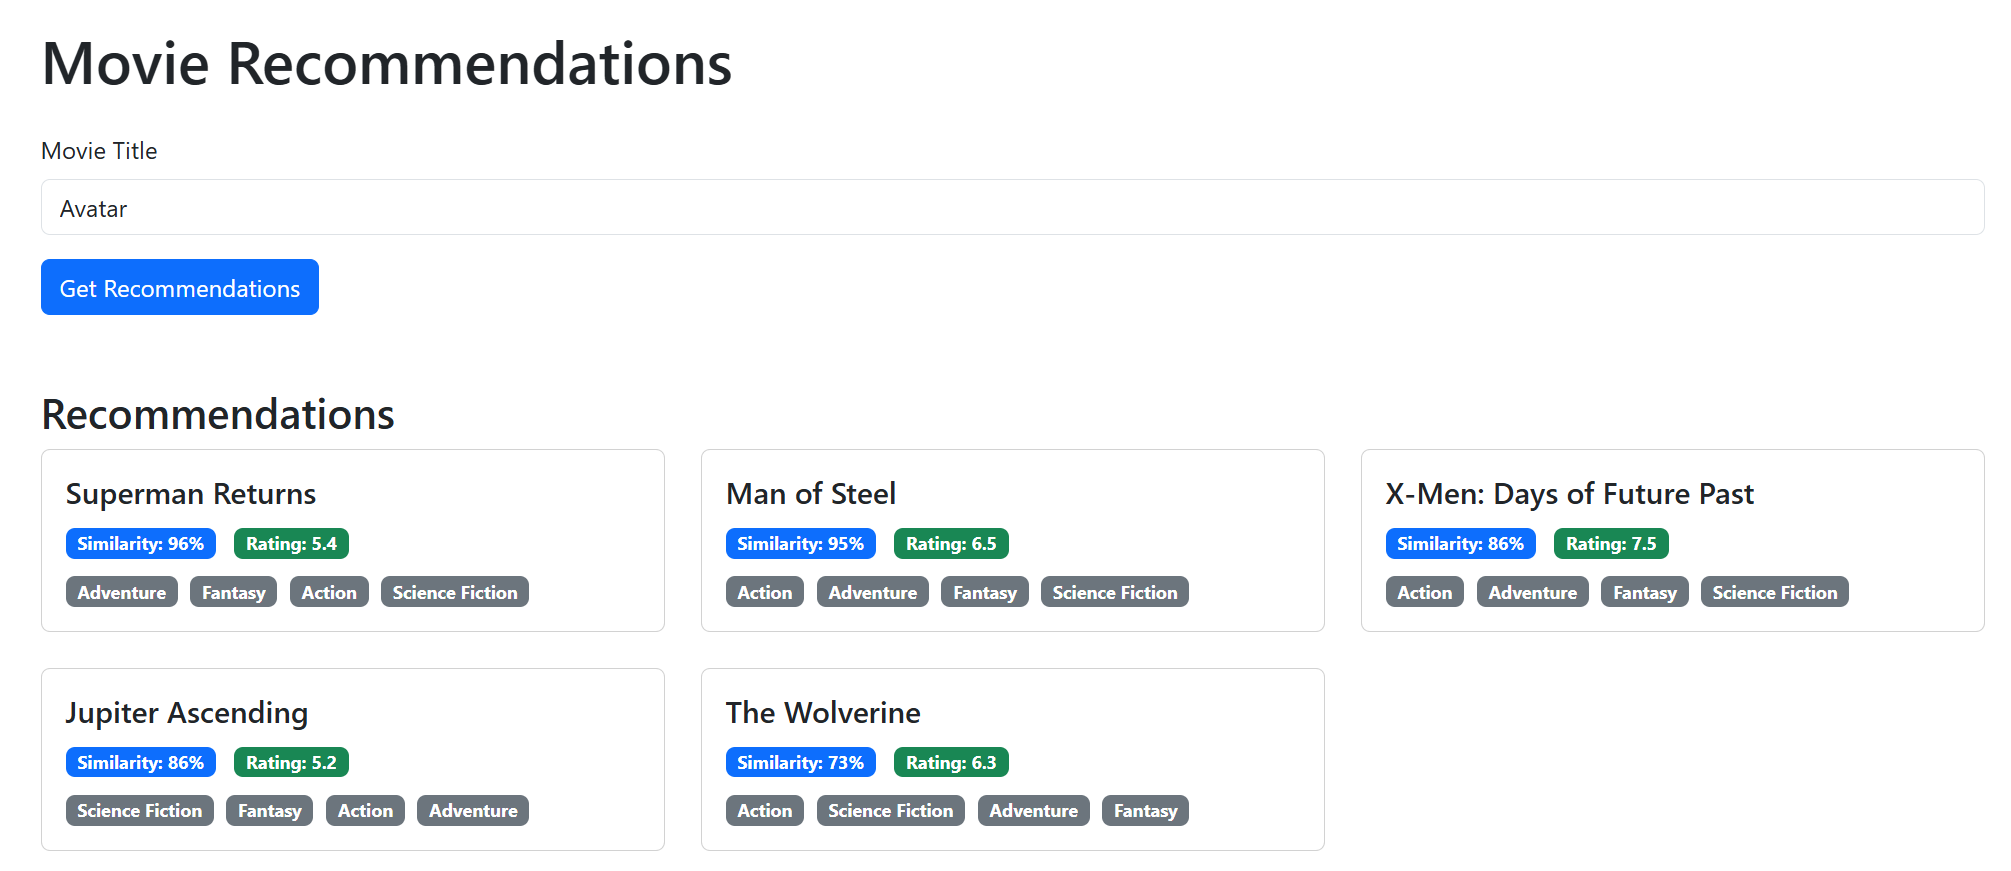 Movie Recommendations
Movie Title
Avatar
Get Recommendations
Recommendations
Superman Returns
Similarity: 96% Rating: 5.4
Adventure Fantasy Action Science Fiction
Man of Steel
Similarity: 95% Rating: 6.5
Action Adventure Fantasy Science Fiction
X-Men: Days of Future Past
Similarity: 86% Rating: 7.5
Action Adventure Fantasy Science Fiction
Jupiter Ascending
Similarity: 86% Rating: 5.2
Science Fiction Fantasy Action Adventure
The Wolverine
Similarity: 73% Rating: 6.3
Action Science Fiction Adventure Fantasy